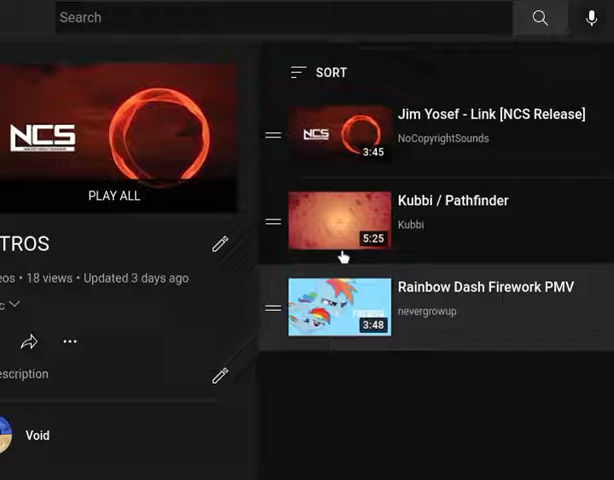 Search
NCS
PLAY ALL
TROS
eos • 18 views • Updated 3 days ago
c
escription
Void
SORT
NCS
3:45
Jim Yosef - Link [NCS Release]
NoCopyrightSounds
5:25
Kubbi / Pathfinder
Kubbi
3:48
Rainbow Dash Firework PMV
nevergrowup